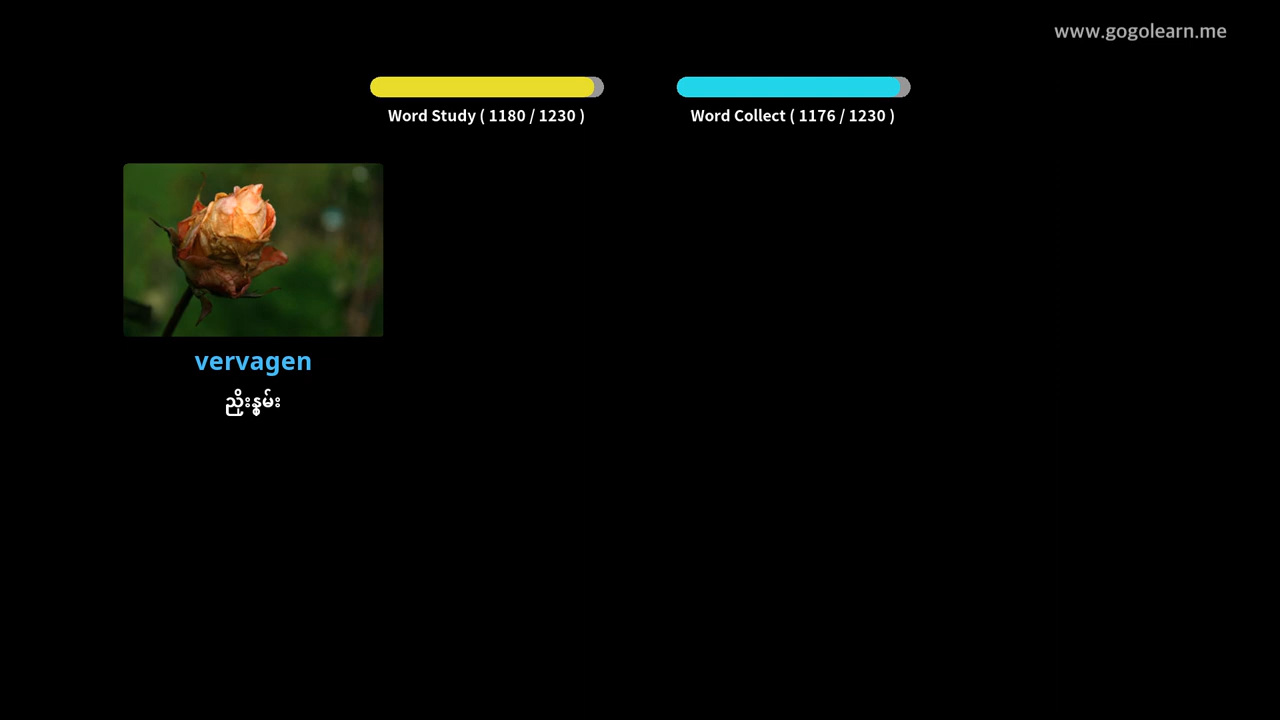 www.gogolearn.me
Word Study ( 1180 / 1230 )
Word Collect ( 1176 / 1230 )
vervagen
ညှိုးနွမ်း